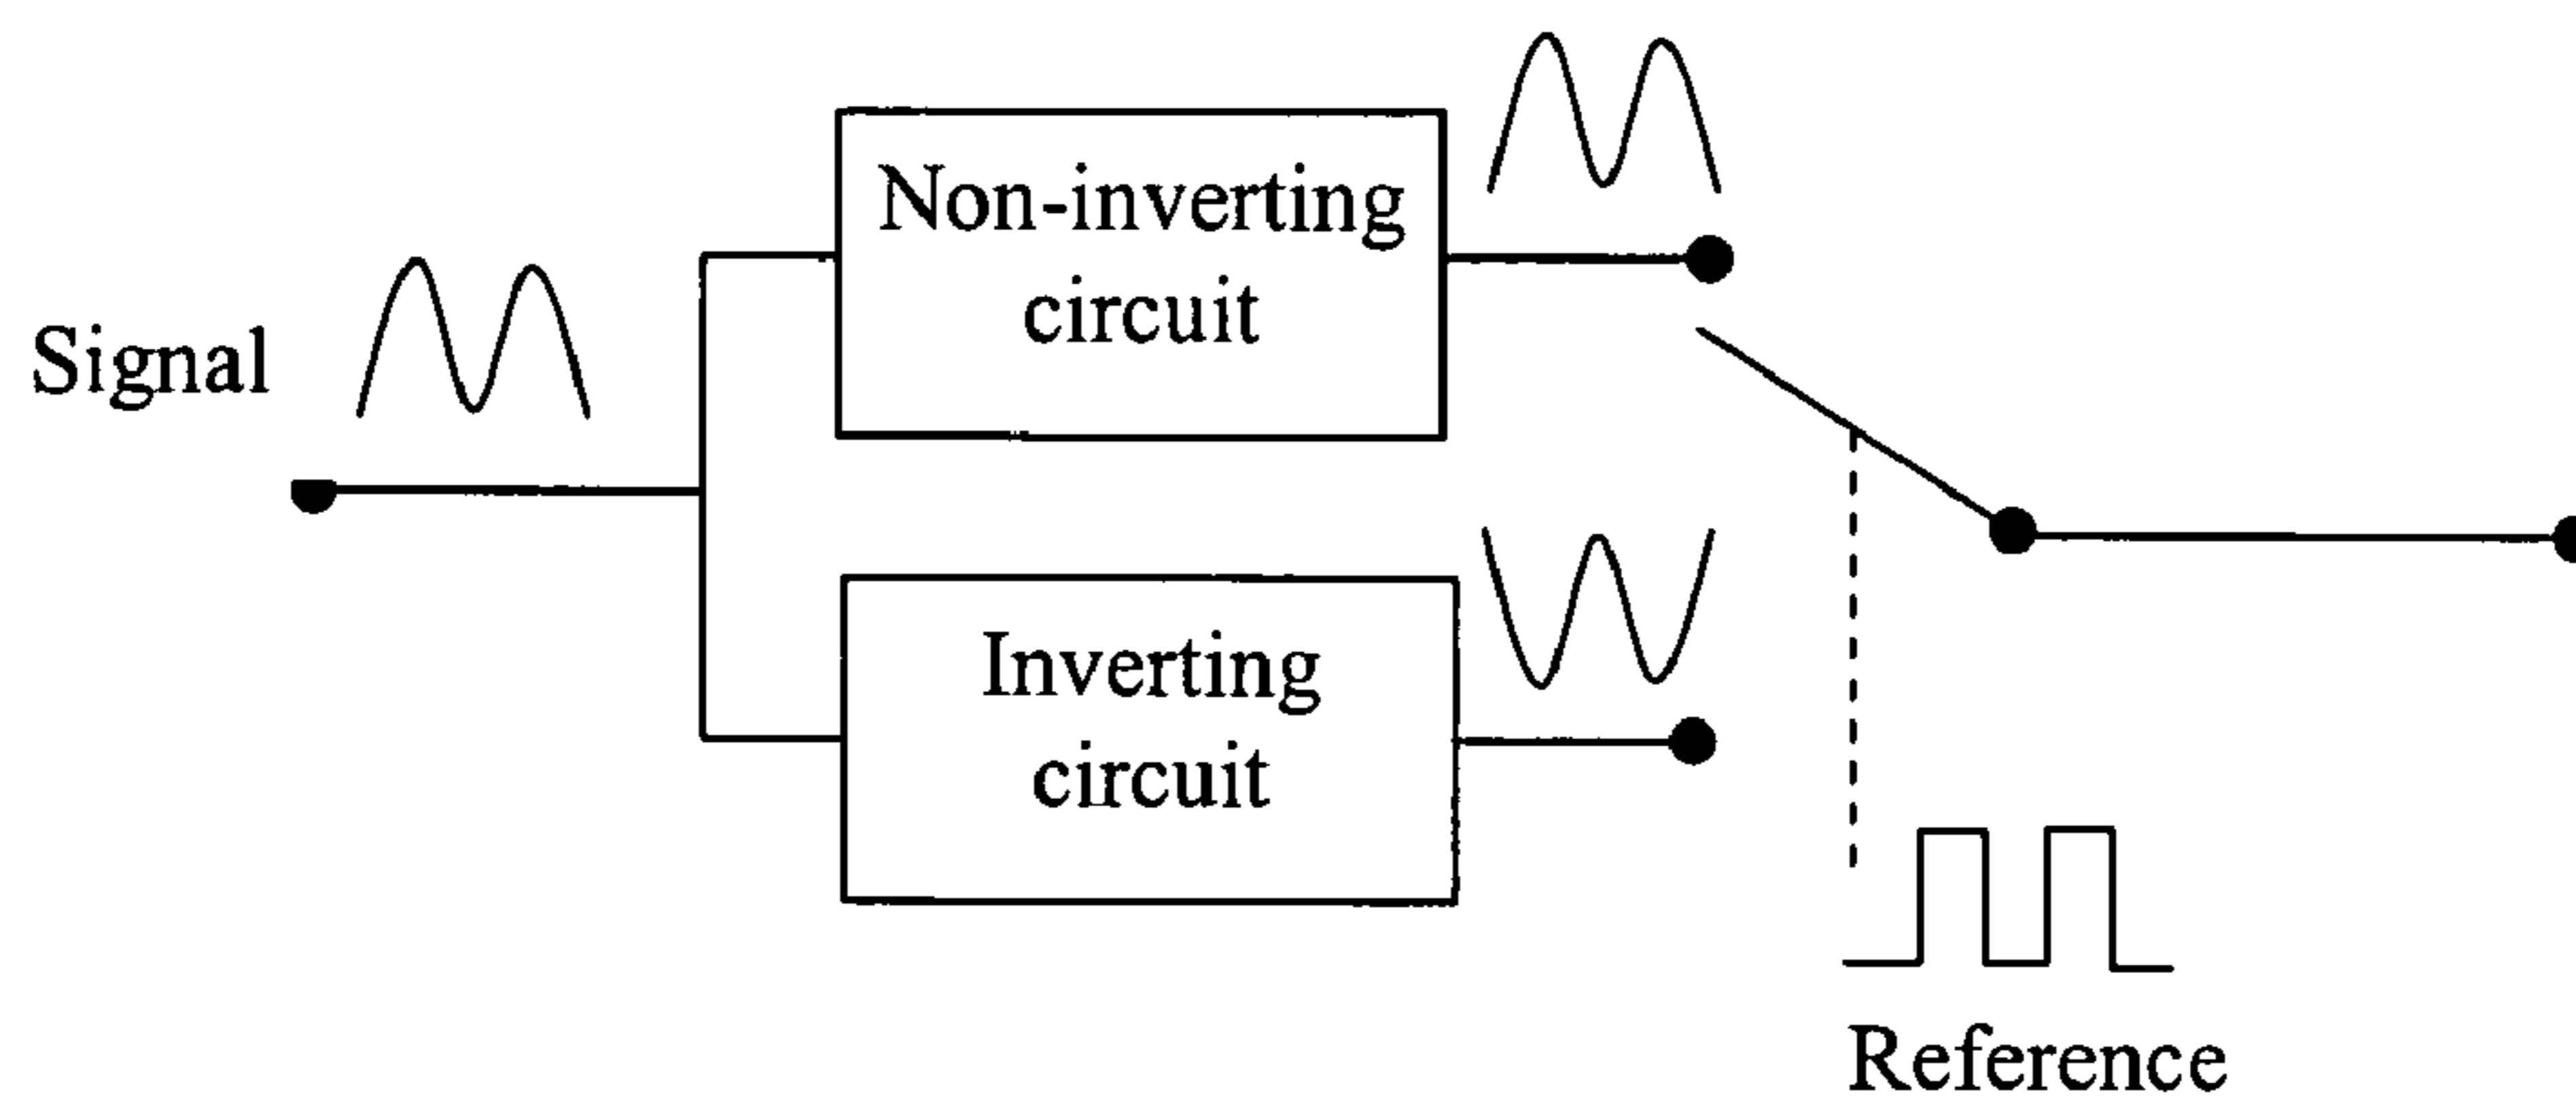 Non-inverting
circuit
Signal
Inverting
circuit
Reference